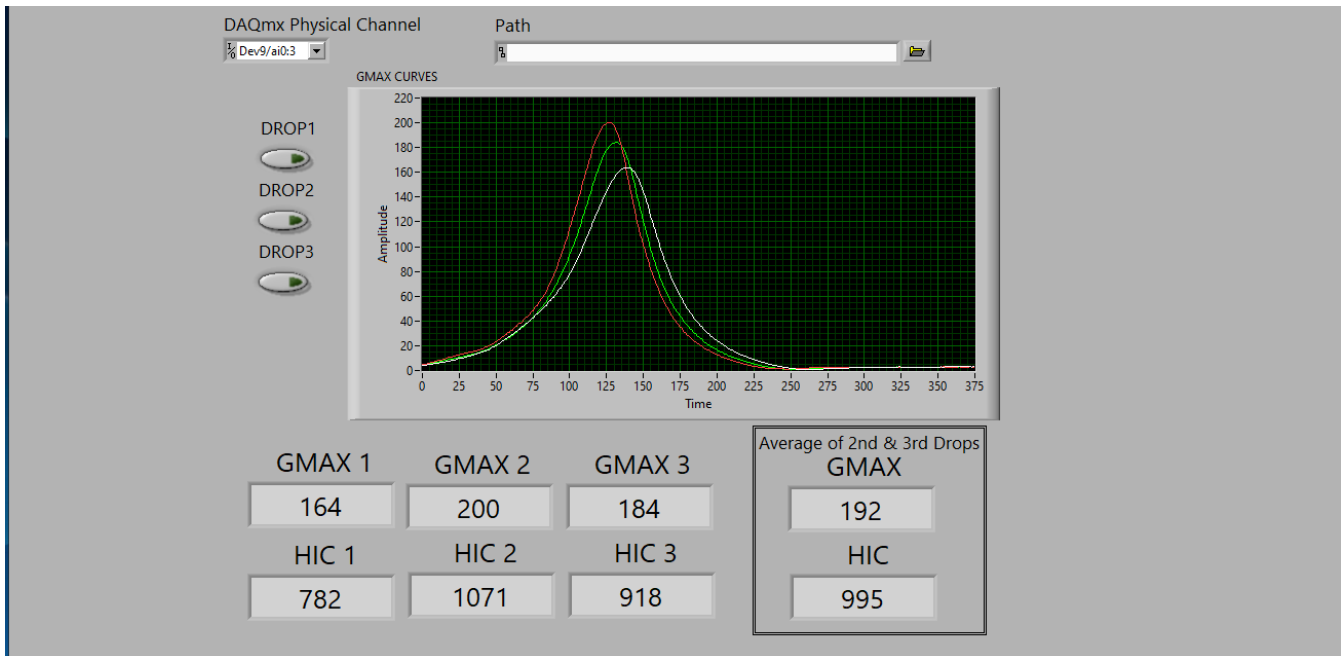 DAQmx Physical Channel
Path
I/O Dev9/ai0:3
GMAX CURVES
DROP1
DROP2
DROP3
Amplitude
220
200
180
160
140
120
100
80
60
40
20
0
0 25 50 75 100 125 150 175 200 225 250 275 300 325 350 375
Time
Average of 2nd & 3rd Drops
GMAX 1 GMAX 2 GMAX 3 GMAX
164 200 184 192
HIC 1 HIC 2 HIC 3 HIC
782 1071 918 995